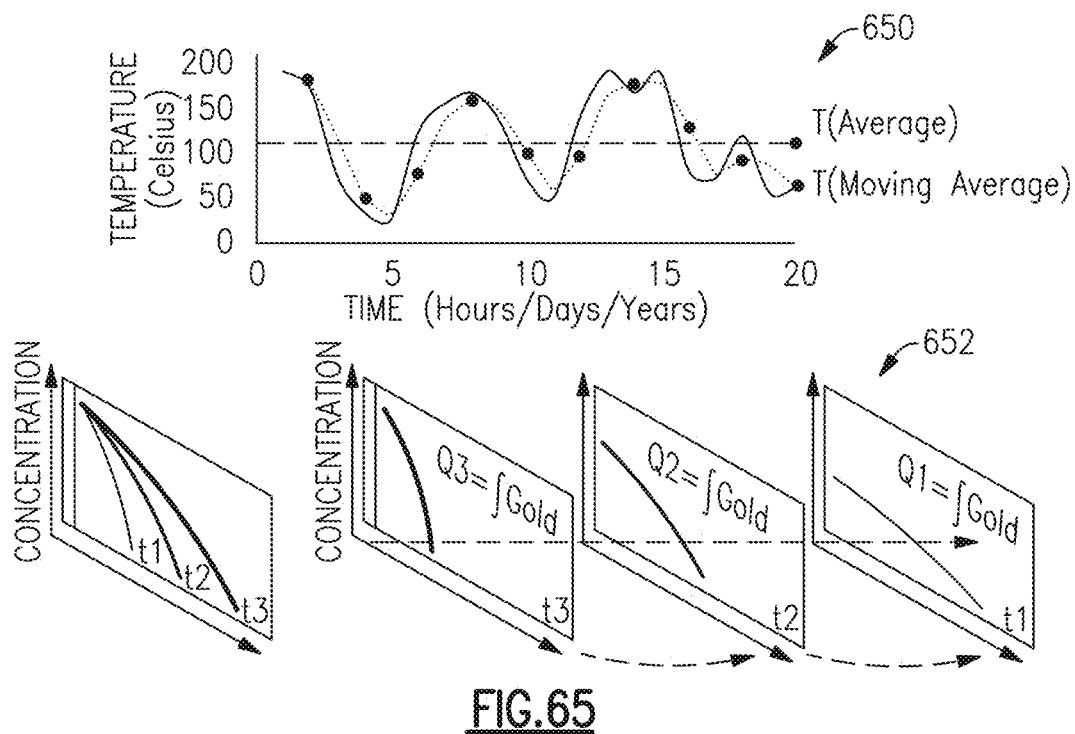 650
TEMPERATURE
(Celsius)
200
150
100
50
0
T(Average)
T(Moving Average)
0 5 10 15 20
TIME (Hours/Days/Years)
652
CONCENTRATION
t1
t2
t3
CONCENTRATION
Q3=∫Gold
t3
Q2=∫Gold
t2
Q1=∫Gold
t1
FIG.65